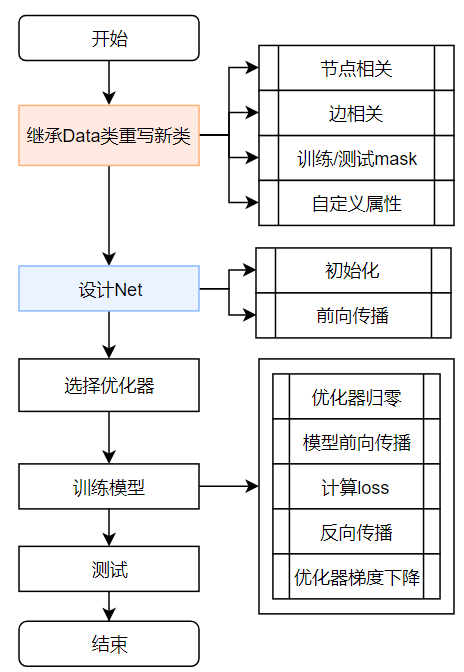 开始
继承Data类重写新类
节点相关
边相关
训练/测试mask
自定义属性
设计Net
初始化
前向传播
选择优化器
训练模型
优化器归零
模型前向传播
计算loss
反向传播
优化器梯度下降
测试
结束